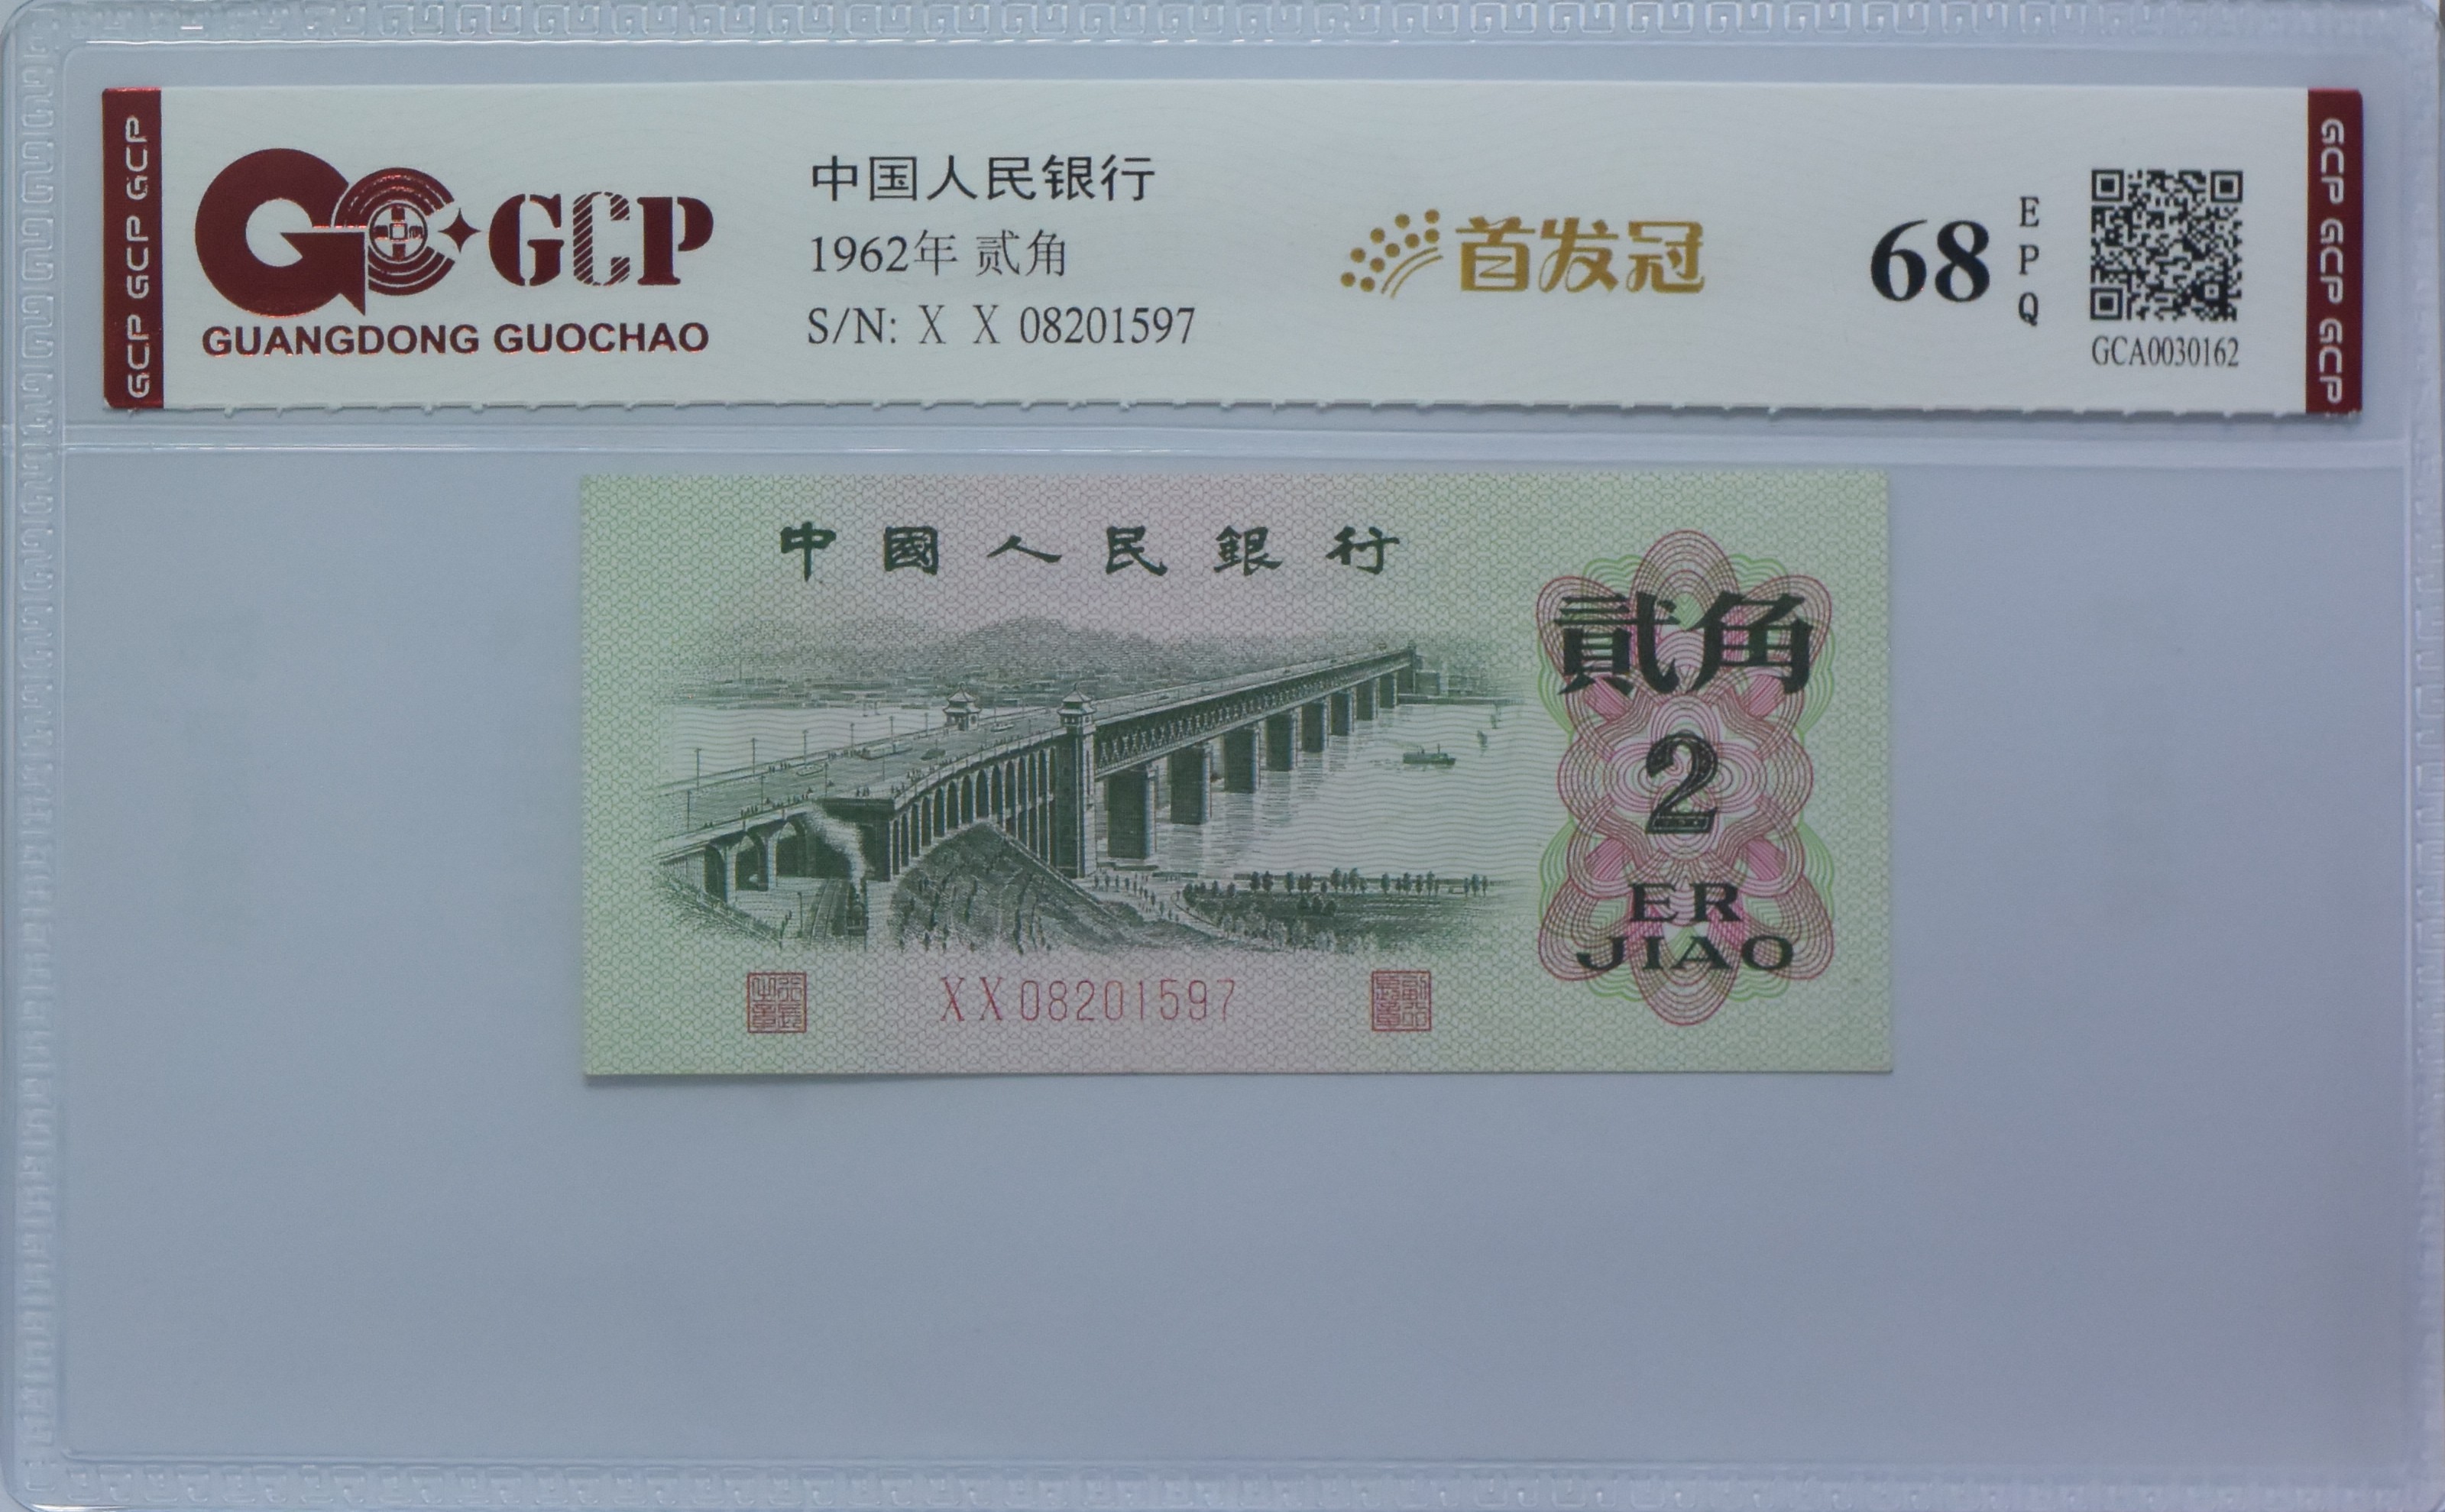 GCP GCP GCP
GCP
GUANGDONG GUOCHAO
中国人民银行
1962年 贰角
S/N: X X 08201597
首发冠
68
EPQ
GCA0030162
GCP GCP GCP
中國人民銀行
貳角
2
ER
JIAO
XX08201597